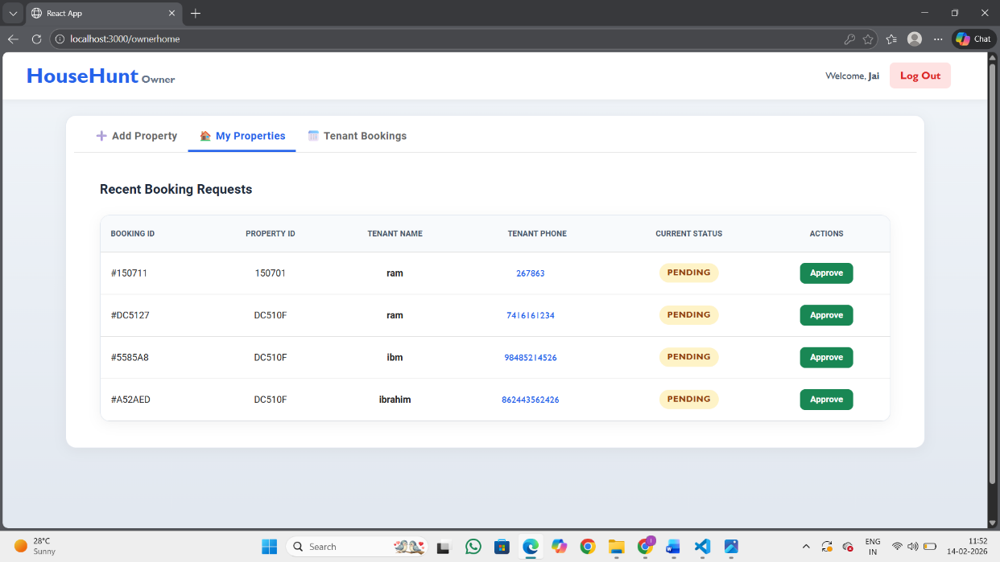 React App
localhost:3000/ownerhome
Chat
HouseHunt Owner
Welcome, Jai
Log Out
Add Property
My Properties
Tenant Bookings
Recent Booking Requests
BOOKING ID PROPERTY ID TENANT NAME TENANT PHONE CURRENT STATUS ACTIONS
#150711 150701 ram 267863 PENDING Approve
#DC5127 DC510F ram 7416161234 PENDING Approve
#5585A8 DC510F ibm 98485214526 PENDING Approve
#A52AED DC510F ibrahim 862443562426 PENDING Approve
28°C
Sunny
Search
ENG
IN
11:52
14-02-2026